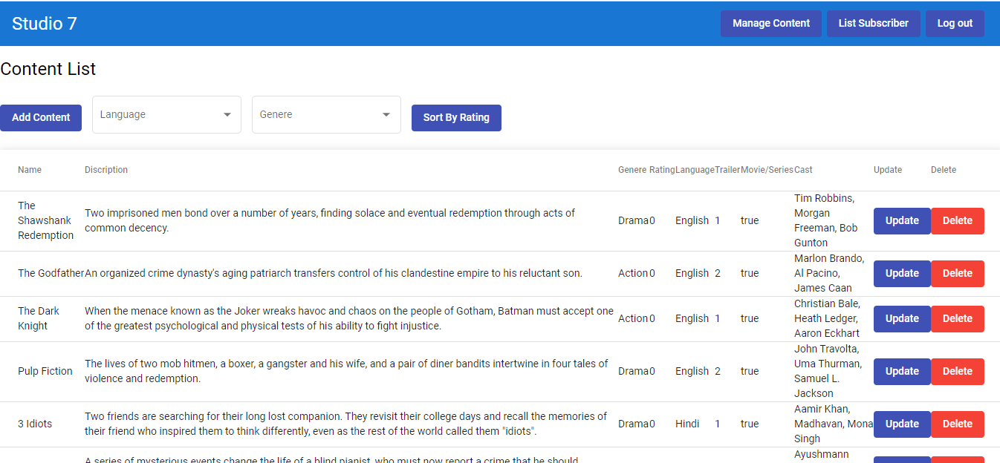 Studio 7
Manage Content
List Subscriber
Log out
Content List
Add Content
Language
Genere
Sort By Rating
Name Discription Genere Rating Language Trailer Movie/Series Cast Update Delete
The
Shawshank
Redemption
Two imprisoned men bond over a number of years, finding solace and eventual redemption through acts of
common decency.
Drama 0 English 1 true
Tim Robbins,
Morgan
Freeman, Bob
Gunton
Update Delete
The Godfather
An organized crime dynasty's aging patriarch transfers control of his clandestine empire to his reluctant son.
Action 0 English 2 true
Marlon Brando,
Al Pacino,
James Caan
Update Delete
The Dark
Knight
When the menace known as the Joker wreaks havoc and chaos on the people of Gotham, Batman must accept one
of the greatest psychological and physical tests of his ability to fight injustice.
Action 0 English 1 true
Christian Bale,
Heath Ledger,
Aaron Eckhart
Update Delete
Pulp Fiction
The lives of two mob hitmen, a boxer, a gangster and his wife, and a pair of diner bandits intertwine in four tales of
violence and redemption.
Drama 0 English 2 true
John Travolta,
Uma Thurman,
Samuel L.
Jackson
Update Delete
3 Idiots
Two friends are searching for their long lost companion. They revisit their college days and recall the memories of
their friend who inspired them to think differently, even as the rest of the world called them "idiots".
Drama 0 Hindi 1 true
Aamir Khan,
Madhavan, Mona
Singh
Update Delete
A series of mysterious events change the life of a blind pianist, who must now report a crime that he should
Ayushmann